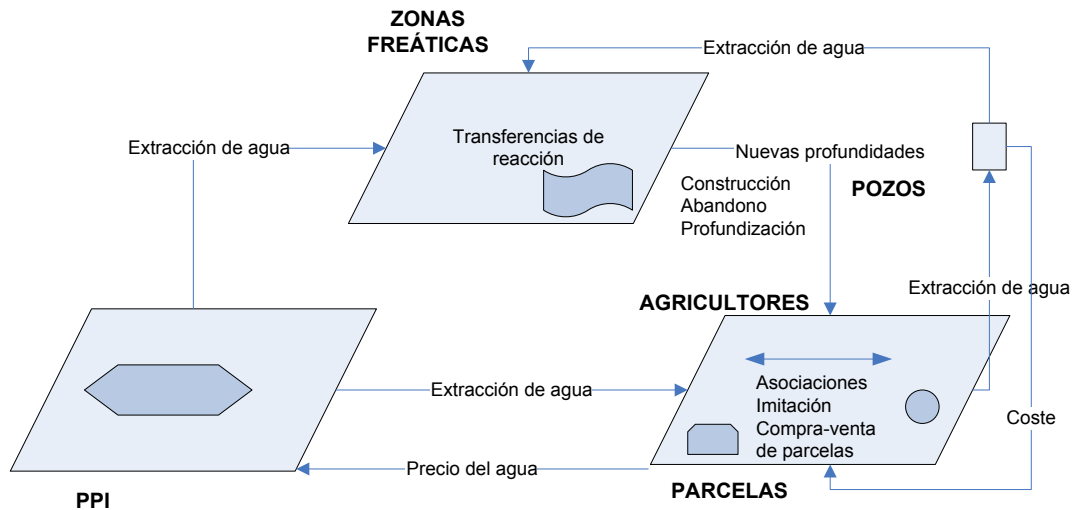 ZONAS
FREÁTICAS
Extracción de agua
Extracción de agua
Transferencias de
reacción
Nuevas profundidades
Construcción
Abandono
Profundización
POZOS
AGRICULTORES
Extracción de agua
Extracción de agua
Asociaciones
Imitación
Compra-venta
de parcelas
Coste
Precio del agua
PPI
PARCELAS